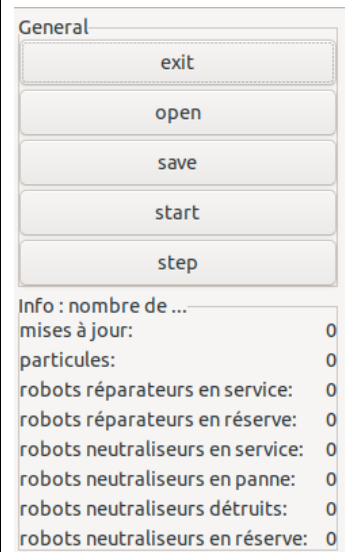 General
exit
open
save
start
step
Info : nombre de ...
mises à jour: 0
particules: 0
robots réparateurs en service: 0
robots réparateurs en réserve: 0
robots neutraliseurs en service: 0
robots neutraliseurs en panne: 0
robots neutraliseurs détruits: 0
robots neutraliseurs en réserve: 0